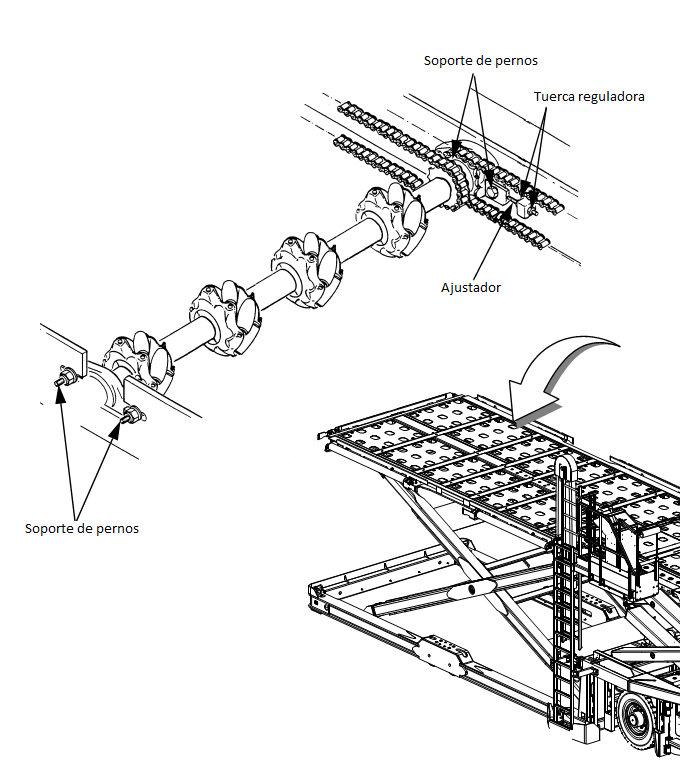 Soporte de pernos
Tuerca reguladora
Ajustador
Soporte de pernos